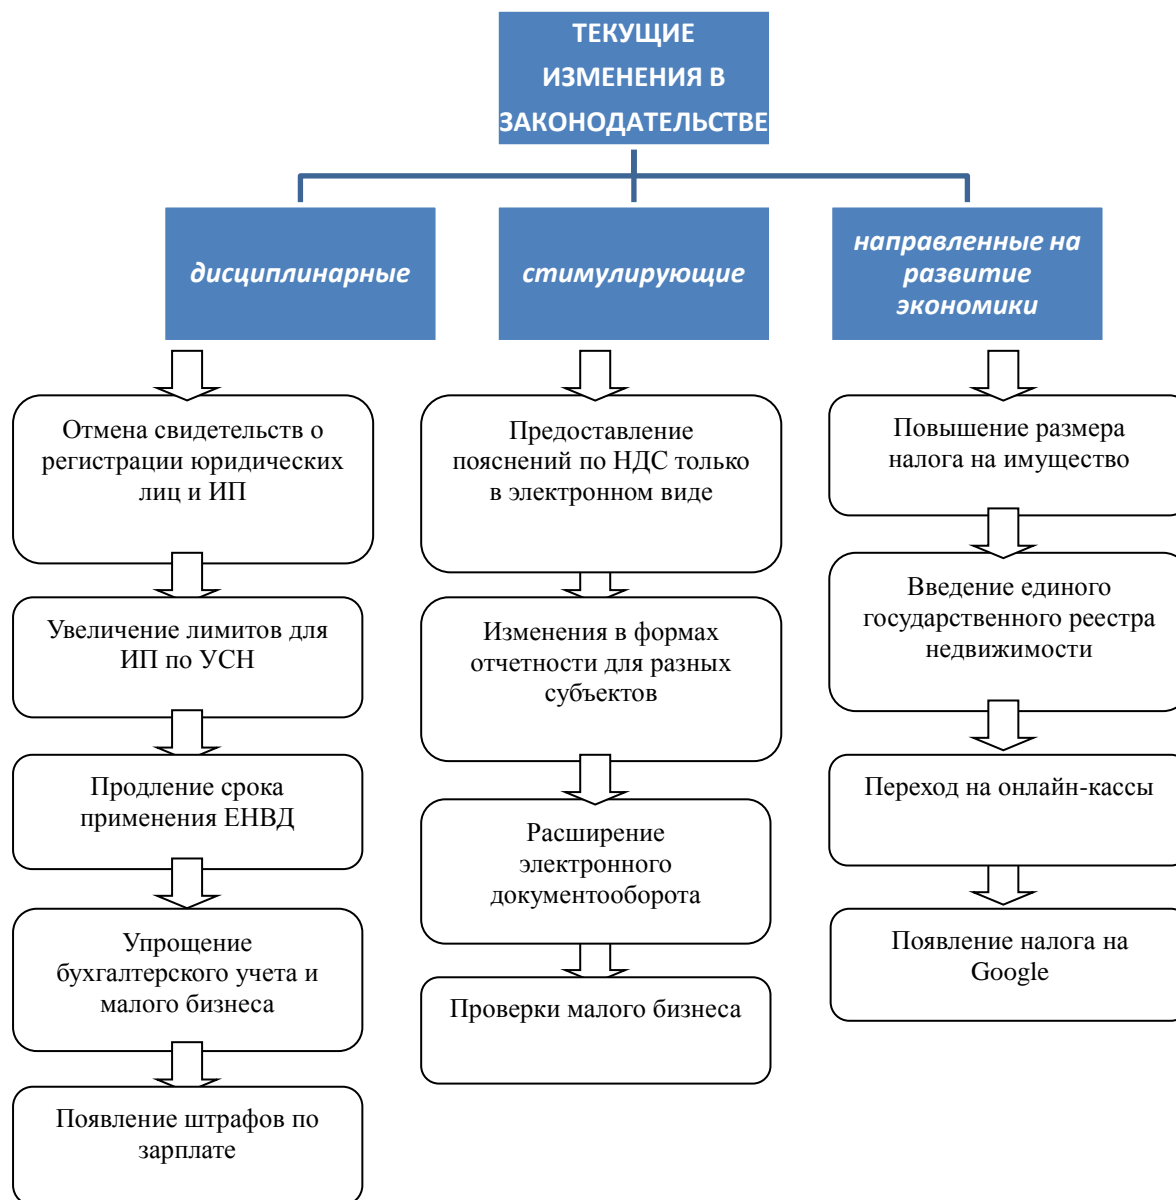 ТЕКУЩИЕ
ИЗМЕНЕНИЯ В
ЗАКОНОДАТЕЛЬСТВЕ
дисциплинарные
стимулирующие
направленные на
развитие
экономики
Отмена свидетельств о
регистрации юридических
лиц и ИП
Увеличение лимитов для
ИП по УСН
Продление срока
применения ЕНВД
Упрощение
бухгалтерского учета и
малого бизнеса
Появление штрафов по
зарплате
Предоставление
пояснений по НДС только
в электронном виде
Изменения в формах
отчетности для разных
субъектов
Расширение
электронного
документооборота
Проверки малого бизнеса
Повышение размера
налога на имущество
Введение единого
государственного реестра
недвижимости
Переход на онлайн-кассы
Появление налога на
Google